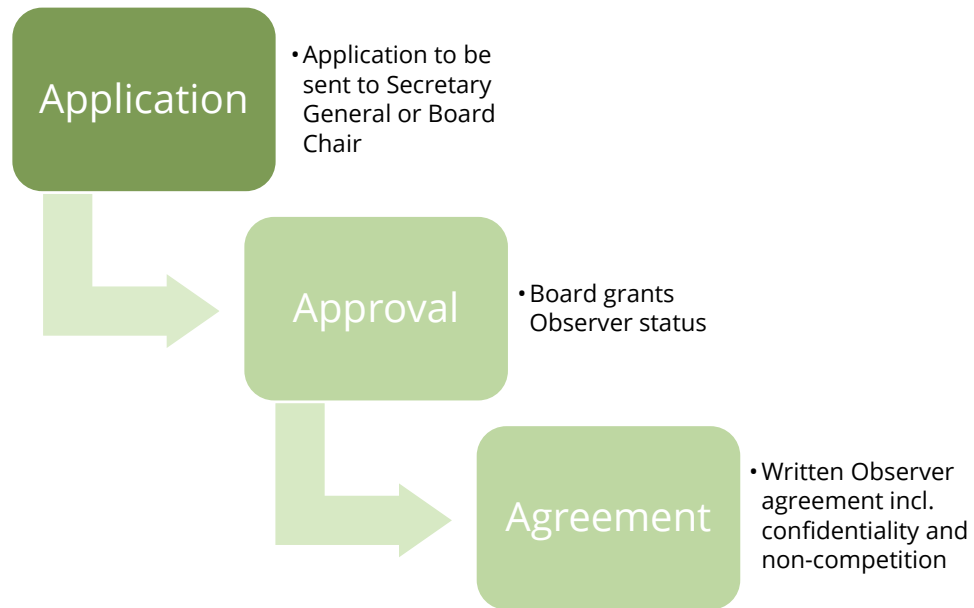 Application
•Application to be
sent to Secretary
General or Board
Chair
Approval
•Board grants
Observer status
Agreement
•Written Observer
agreement incl.
confidentiality and
non-competition